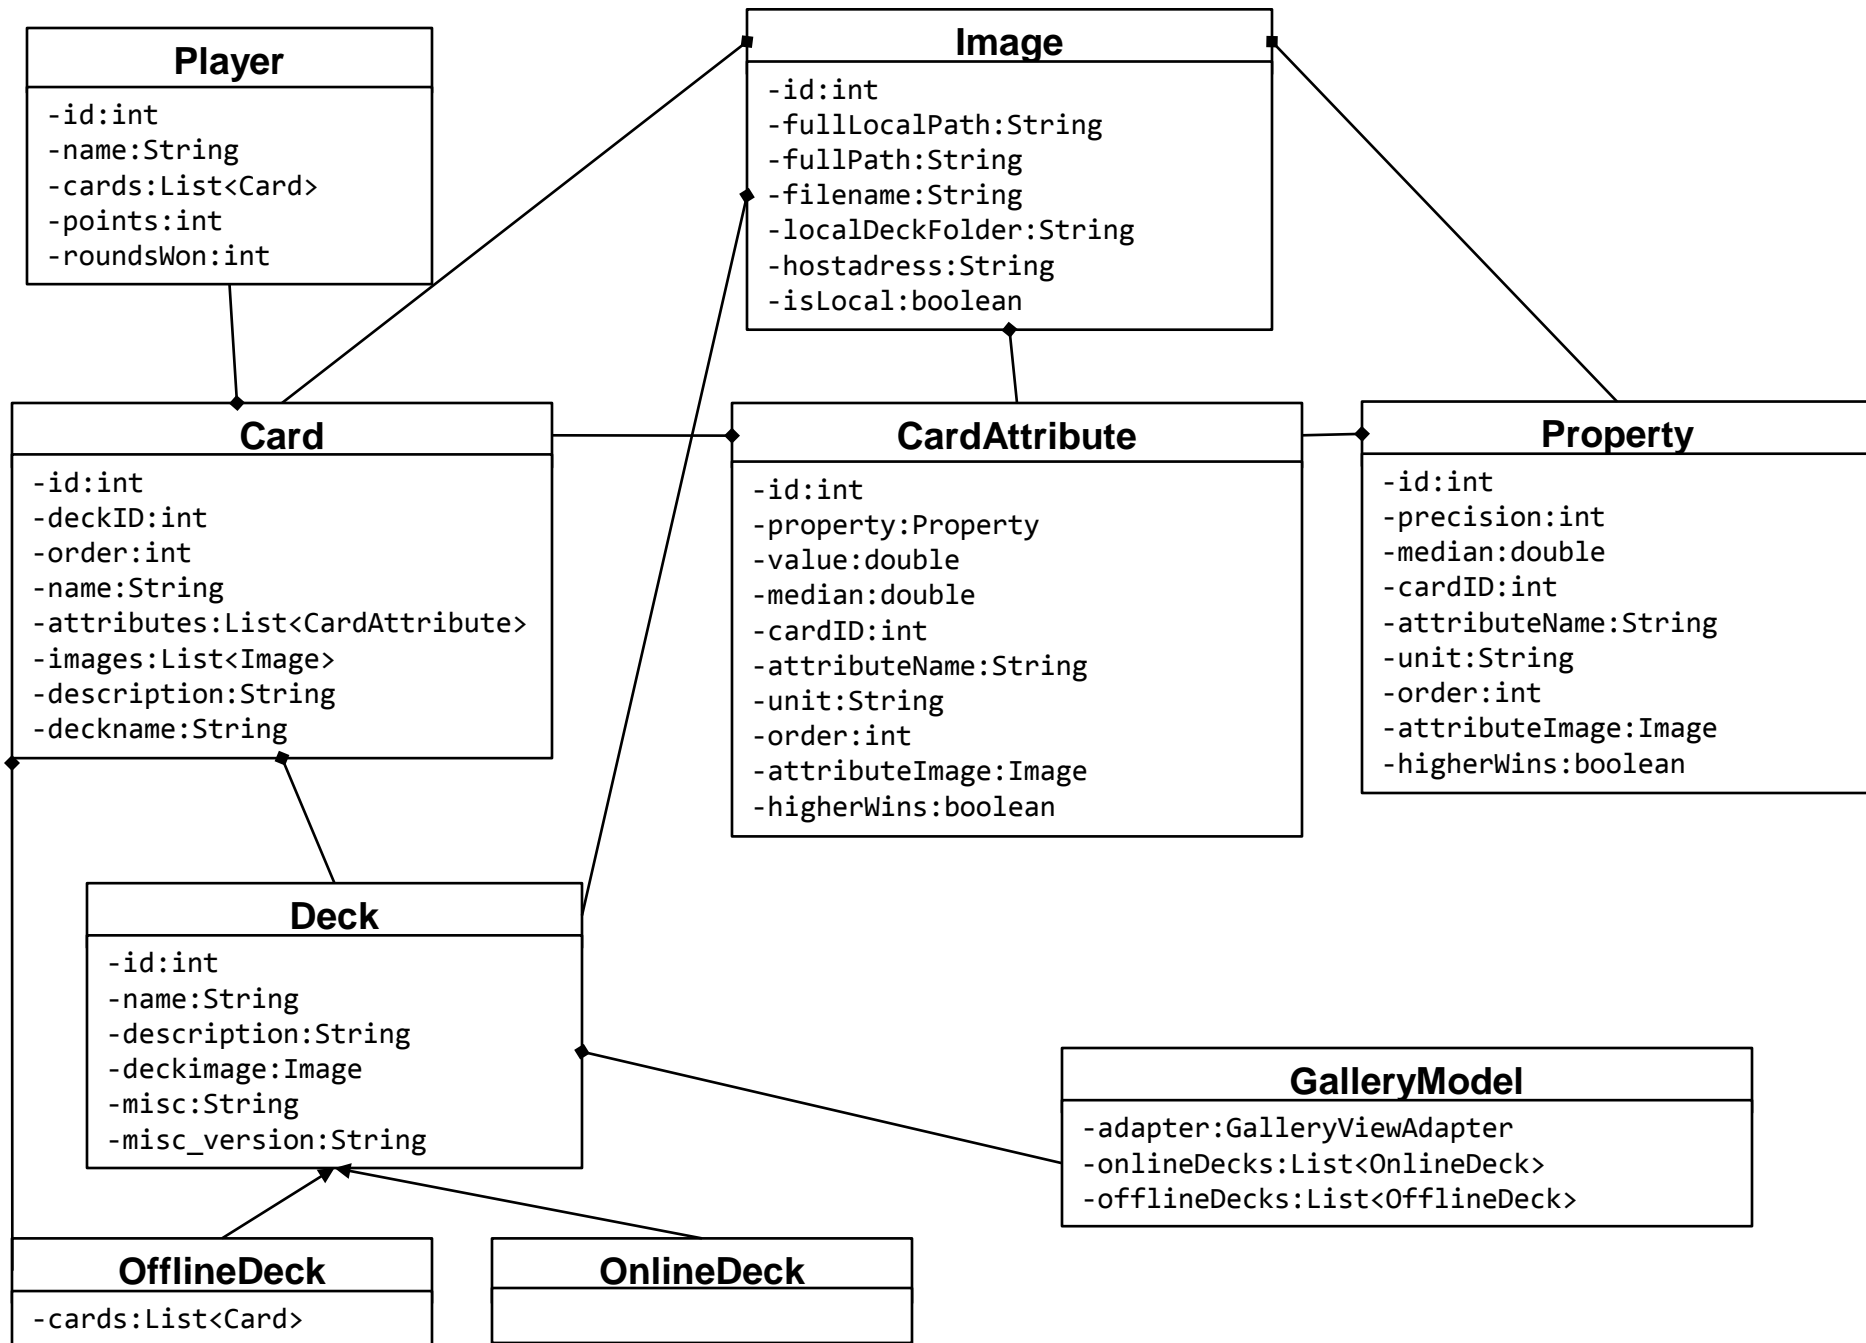 Player
-id:int
-name:String
-cards:List<Card>
-points:int
-roundsWon:int
Image
-id:int
-fullLocalPath:String
-fullPath:String
-filename:String
-localDeckFolder:String
-hostadress:String
-isLocal:boolean
Card
-id:int
-deckID:int
-order:int
-name:String
-attributes:List<CardAttribute>
-images:List<Image>
-description:String
-deckname:String
CardAttribute
-id:int
-property:Property
-value:double
-median:double
-cardID:int
-attributeName:String
-unit:String
-order:int
-attributeImage:Image
-higherWins:boolean
Property
-id:int
-precision:int
-median:double
-cardID:int
-attributeName:String
-unit:String
-order:int
-attributeImage:Image
-higherWins:boolean
Deck
-id:int
-name:String
-description:String
-deckimage:Image
-misc:String
-misc_version:String
GalleryModel
-adapter:GalleryViewAdapter
-onlineDecks:List<OnlineDeck>
-offlineDecks:List<OfflineDeck>
OfflineDeck
-cards:List<Card>
OnlineDeck